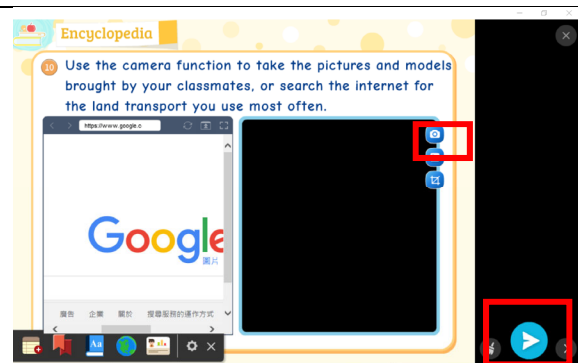 Encyclopedia
10 Use the camera function to take the pictures and models
brought by your classmates, or search the internet for
the land transport you use most often.
https://www.google.c
Google
圖片
廣告 企業 關於 搜尋服務的運作方式
Aa